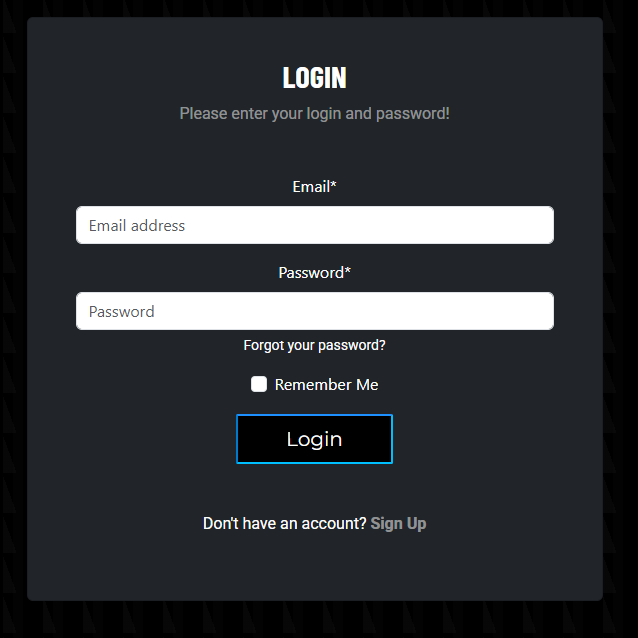 LOGIN
Please enter your login and password!
Email*
Email address
Password*
Password
Forgot your password?
Remember Me
Login
Don't have an account? Sign Up